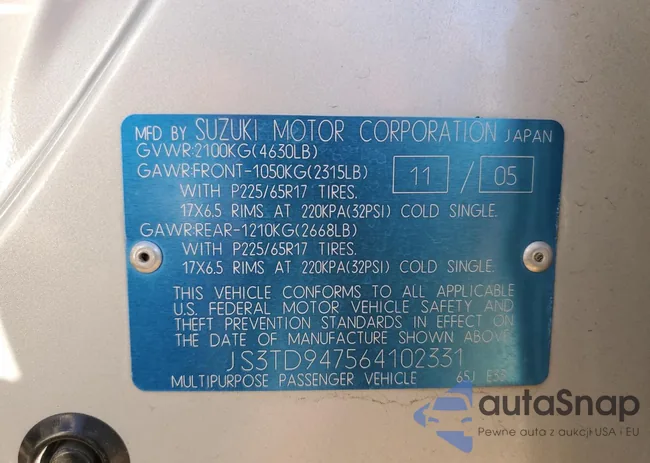 MFD BY SUZUKI MOTOR CORPORATION JAPAN
GVWR:2100KG(4630LB)
GAWR:FRONT-1050KG(2315LB) 11 / 05
WITH P225/65R17 TIRES.
17X6.5 RIMS AT 220KPA(32PSI) COLD SINGLE.
GAWR:REAR-1210KG(2668LB)
WITH P225/65R17 TIRES.
17X6.5 RIMS AT 220KPA(32PSI) COLD SINGLE.
THIS VEHICLE CONFORMS TO ALL APPLICABLE
U.S. FEDERAL MOTOR VEHICLE SAFETY AND
THEFT PREVENTION STANDARDS IN EFFECT ON
THE DATE OF MANUFACTURE SHOWN ABOVE.
JS3TD947564102331
MULTIPURPOSE PASSENGER VEHICLE 65J
autaSnap
Pewne auta z aukcji USA i EU